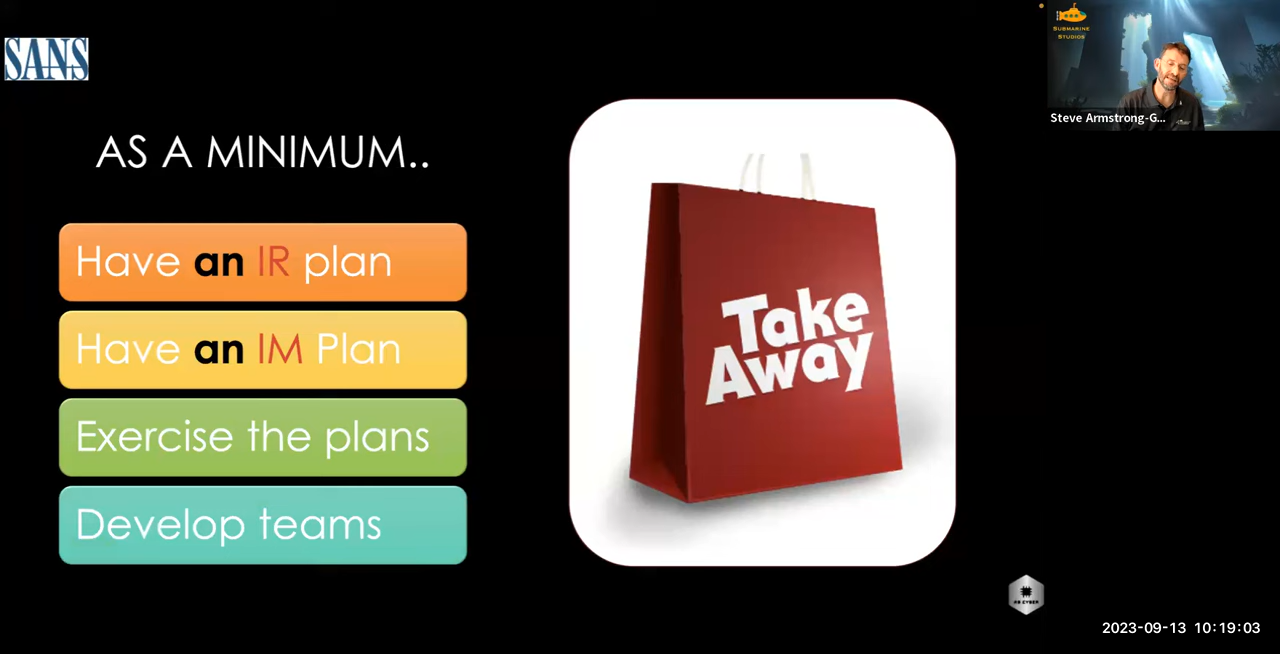 SANS
SUBMARINE
STUDIOS
Steve Armstrong-G...
AS A MINIMUM..
Have an IR plan
Have an IM Plan
Exercise the plans
Develop teams
Take
Away
2023-09-13 10:19:03